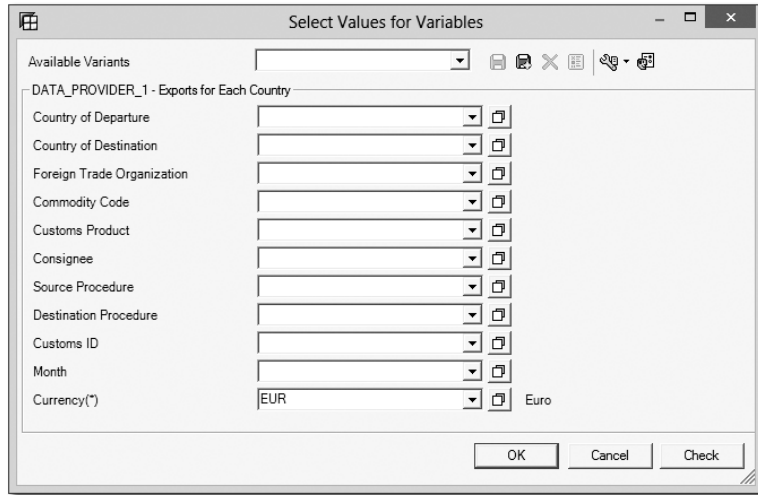 Select Values for Variables
Available Variants
DATA_PROVIDER_1 - Exports for Each Country
Country of Departure
Country of Destination
Foreign Trade Organization
Commodity Code
Customs Product
Consignee
Source Procedure
Destination Procedure
Customs ID
Month
Currency(*) EUR Euro
OK Cancel Check